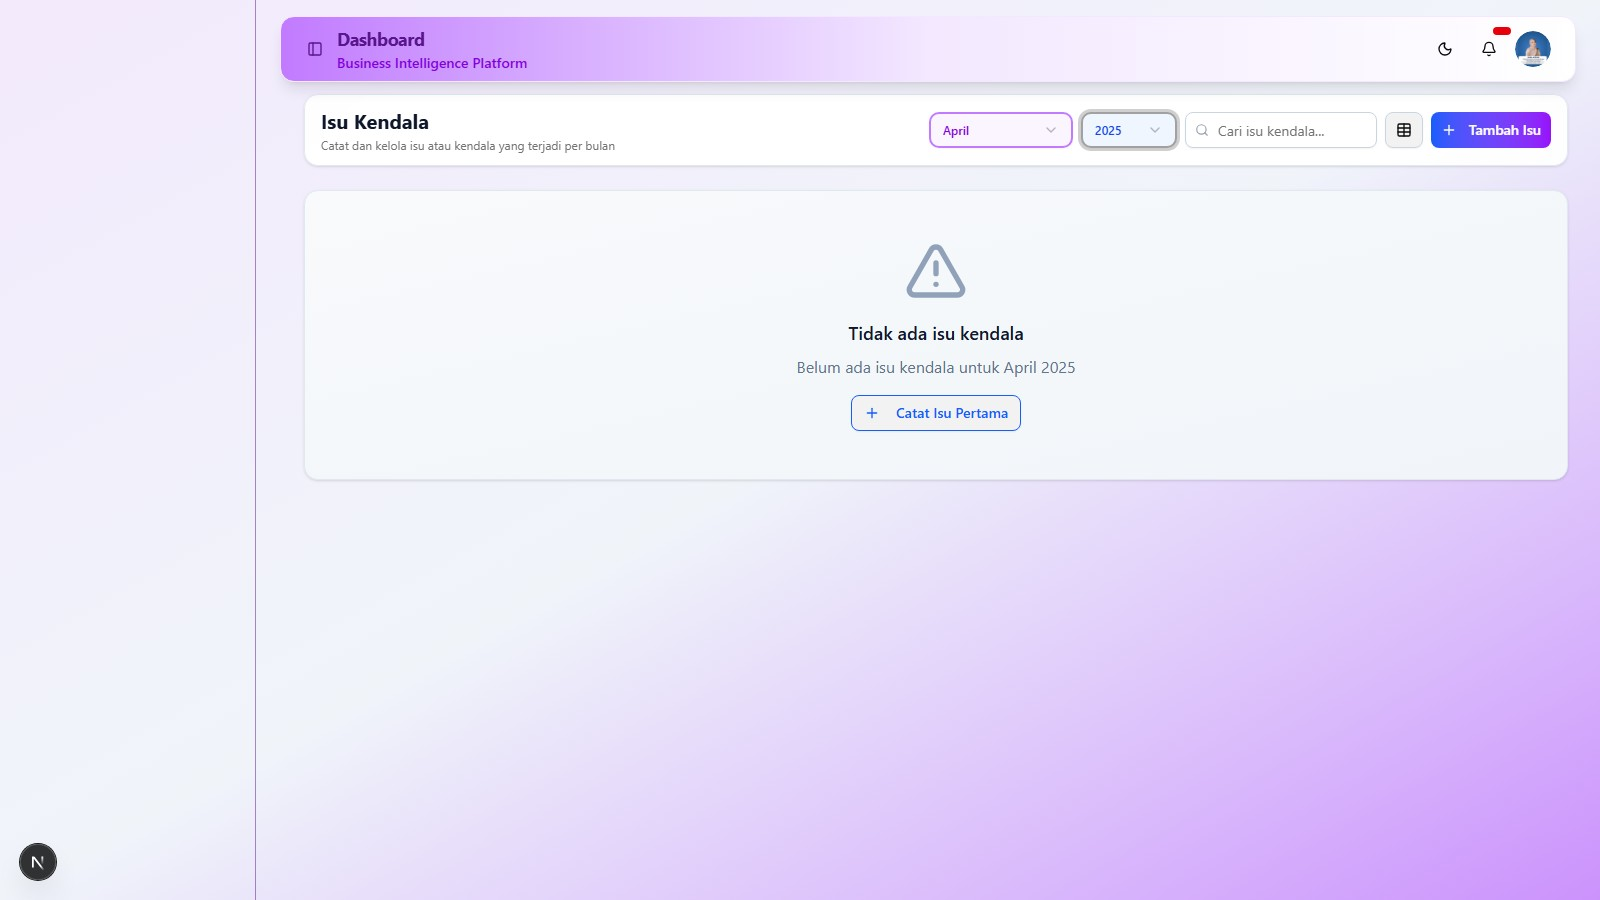 Dashboard
Business Intelligence Platform
Isu Kendala
Catat dan kelola isu atau kendala yang terjadi per bulan
April
2025
Cari isu kendala...
Tambah Isu
Tidak ada isu kendala
Belum ada isu kendala untuk April 2025
Catat Isu Pertama
N